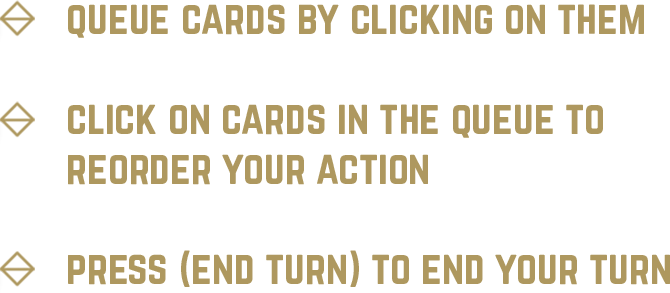 QUEUE CARDS BY CLICKING ON THEM
CLICK ON CARDS IN THE QUEUE TO
REORDER YOUR ACTION
PRESS (END TURN) TO END YOUR TURN